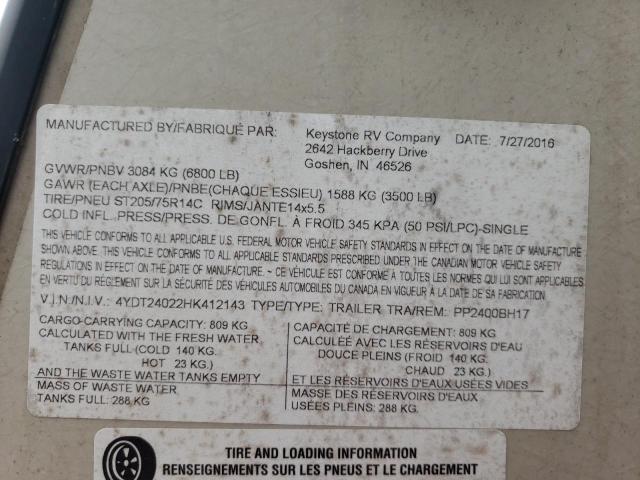 MANUFACTURED BY/FABRIQUÉ PAR: Keystone RV Company DATE: 7/27/2016
2642 Hackberry Drive
Goshen, IN 46526
GVWR/PNBV 3084 KG (6800 LB)
GAWR (EACH AXLE)/PNBE(CHAQUE ESSIEU) 1588 KG (3500 LB)
TIRE/PNEU ST205/75R14C RIMS/JANTE14x5.5
COLD INFL. PRESS/PRESS. DE GONFL. À FROID 345 KPA (50 PSI/LPC)-SINGLE
THIS VEHICLE CONFORMS TO ALL APPLICABLE U.S. FEDERAL MOTOR VEHICLE SAFETY STANDARDS IN EFFECT ON THE DATE OF MANUFACTURE
SHOWN ABOVE. THIS VEHICLE CONFORMS TO ALL APPLICABLE STANDARDS PRESCRIBED UNDER THE CANADIAN MOTOR VEHICLE SAFETY
REGULATIONS IN EFFECT ON THE DATE OF MANUFACTURE ~ CE VÉHICULE EST CONFORME À TOUTES LES NORMES QUI LUI SONT APPLICABLES
EN VERTU DU RÈGLEMENT SUR LA SÉCURITÉ DES VÉHICULES AUTOMOBILES DU CANADA EN VIGUEUR À LA DATE DE SA FABRICATION
V.I.N./N.I.V.: 4YDT24022HK412143 TYPE/TYPE: TRAILER TRA/REM: PP2400BH17
CARGO-CARRYING CAPACITY: 809 KG
CALCULATED WITH THE FRESH WATER
TANKS FULL (COLD 140 KG
HOT 23 KG.)
AND THE WASTE WATER TANKS EMPTY
MASS OF WASTE WATER
TANKS FULL: 288 KG
CAPACITÉ DE CHARGEMENT: 809 KG
CALCULÉE AVEC LES RÉSERVOIRS D'EAU
DOUCE PLEINS (FROID 140 KG
CHAUD 23 KG.)
ET LES RÉSERVOIRS D'EAUX USÉES VIDES
MASSE DES RÉSERVOIRS D'EAUX
USÉES PLEINS: 288 KG.
TIRE AND LOADING INFORMATION
RENSEIGNEMENTS SUR LES PNEUS ET LE CHARGEMENT